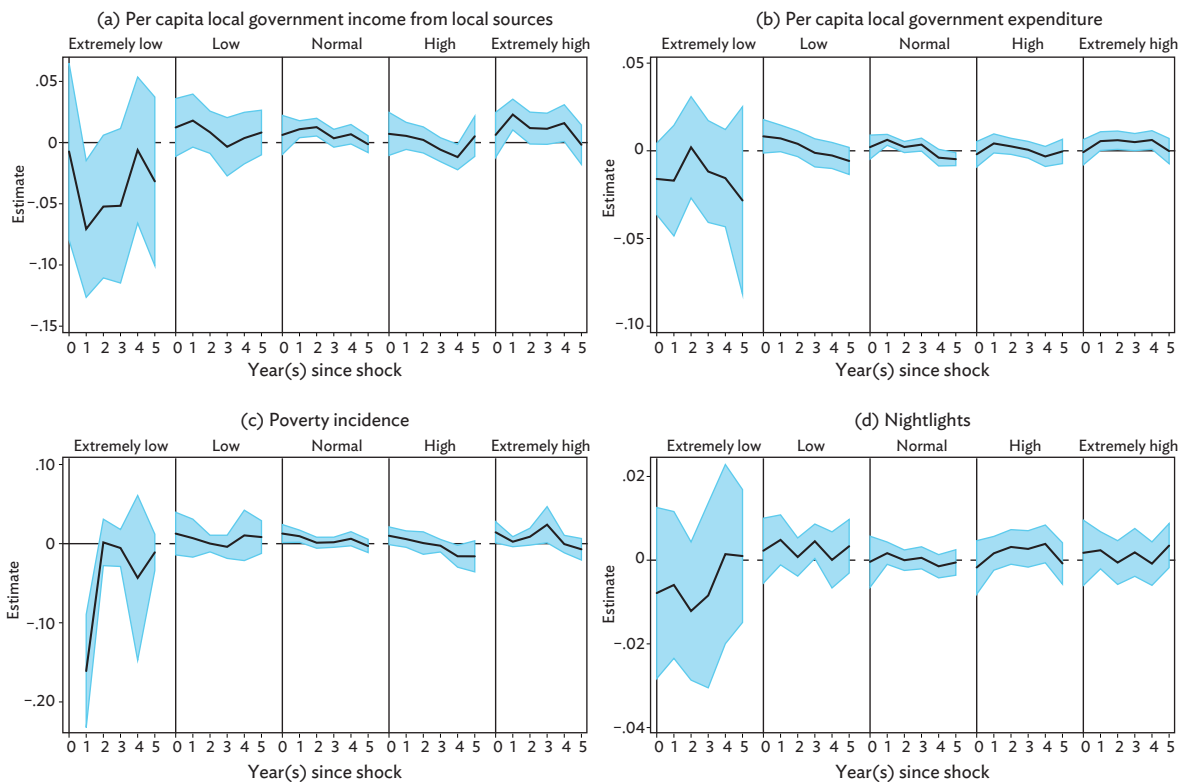 (a) Per capita local government income from local sources
Extremely low Low Normal High Extremely high
.05
0
−.05
−.10
−.15
Estimate
0 1 2 3 4 5 0 1 2 3 4 5 0 1 2 3 4 5 0 1 2 3 4 5 0 1 2 3 4 5
Year(s) since shock
(b) Per capita local government expenditure
Extremely low Low Normal High Extremely high
.05
0
−.05
−.10
Estimate
0 1 2 3 4 5 0 1 2 3 4 5 0 1 2 3 4 5 0 1 2 3 4 5 0 1 2 3 4 5
Year(s) since shock
(c) Poverty incidence
Extremely low Low Normal High Extremely high
.10
0
−.10
−.20
Estimate
0 1 2 3 4 5 0 1 2 3 4 5 0 1 2 3 4 5 0 1 2 3 4 5 0 1 2 3 4 5
Year(s) since shock
(d) Nightlights
Extremely low Low Normal High Extremely high
.02
0
−.02
−.04
Estimate
0 1 2 3 4 5 0 1 2 3 4 5 0 1 2 3 4 5 0 1 2 3 4 5 0 1 2 3 4 5
Year(s) since shock